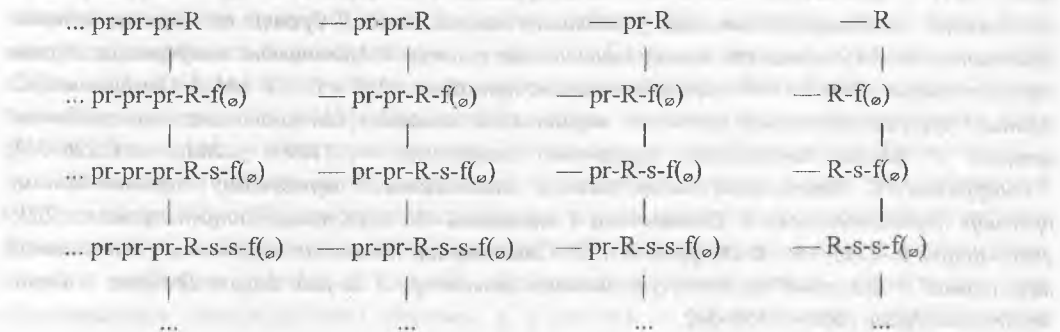 ... pr-pr-pr-R — pr-pr-R — pr-R — R
... pr-pr-pr-R-f(ø) — pr-pr-R-f(ø) — pr-R-f(ø) — R-f(ø)
... pr-pr-pr-R-s-f(ø) — pr-pr-R-s-f(ø) — pr-R-s-f(ø) — R-s-f(ø)
... pr-pr-pr-R-s-s-f(ø) — pr-pr-R-s-s-f(ø) — pr-R-s-s-f(ø) — R-s-s-f(ø)
... ... ... ...